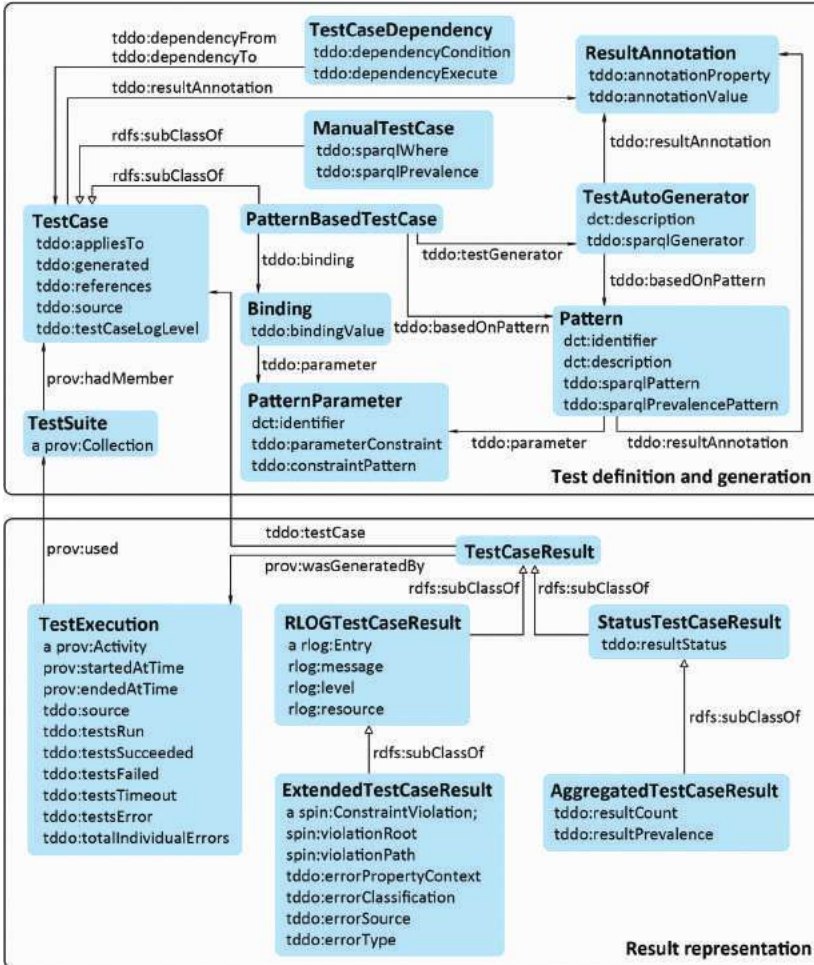 tddo:dependencyFrom
tddo:dependencyTo
TestCaseDependency
tddo:dependencyCondition
tddo:dependencyExecute
ResultAnnotation
tddo:annotationProperty
tddo:annotationValue
tddo:resultAnnotation
rdfs:subClassOf
ManualTestCase
tddo:sparqlWhere
tddo:sparqlPrevalence
tddo:resultAnnotation
rdfs:subClassOf
TestCase
tddo:appliesTo
tddo:generated
tddo:references
tddo:source
tddo:testCaseLogLevel
PatternBasedTestCase
TestAutoGenerator
dct:description
tddo:sparqlGenerator
tddo:testGenerator
tddo:binding
tddo:basedOnPattern
Binding
tddo:bindingValue
tddo:basedOnPattern
Pattern
dct:identifier
dct:description
tddo:sparqlPattern
tddo:sparqlPrevalencePattern
tddo:parameter
prov:hadMember
PatternParameter
dct:identifier
tddo:parameterConstraint
tddo:constraintPattern
TestSuite
a prov:Collection
tddo:parameter
tddo:resultAnnotation
Test definition and generation
prov:used
tddo:testCase
TestCaseResult
prov:wasGeneratedBy
rdfs:subClassOf
rdfs:subClassOf
TestExecution
a prov:Activity
prov:startedAtTime
prov:endedAtTime
tddo:source
tddo:testsRun
tddo:testsSucceeded
tddo:testsFailed
tddo:testsTimeout
tddo:testsError
tddo:totalIndividualErrors
RLOGTestCaseResult
a rlog:Entry
rlog:message
rlog:level
rlog:resource
StatusTestCaseResult
tddo:resultStatus
rdfs:subClassOf
rdfs:subClassOf
ExtendedTestCaseResult
a spin:ConstraintViolation;
spin:violationRoot
spin:violationPath
tddo:errorPropertyContext
tddo:errorClassification
tddo:errorSource
tddo:errorType
AggregatedTestCaseResult
tddo:resultCount
tddo:resultPrevalence
Result representation